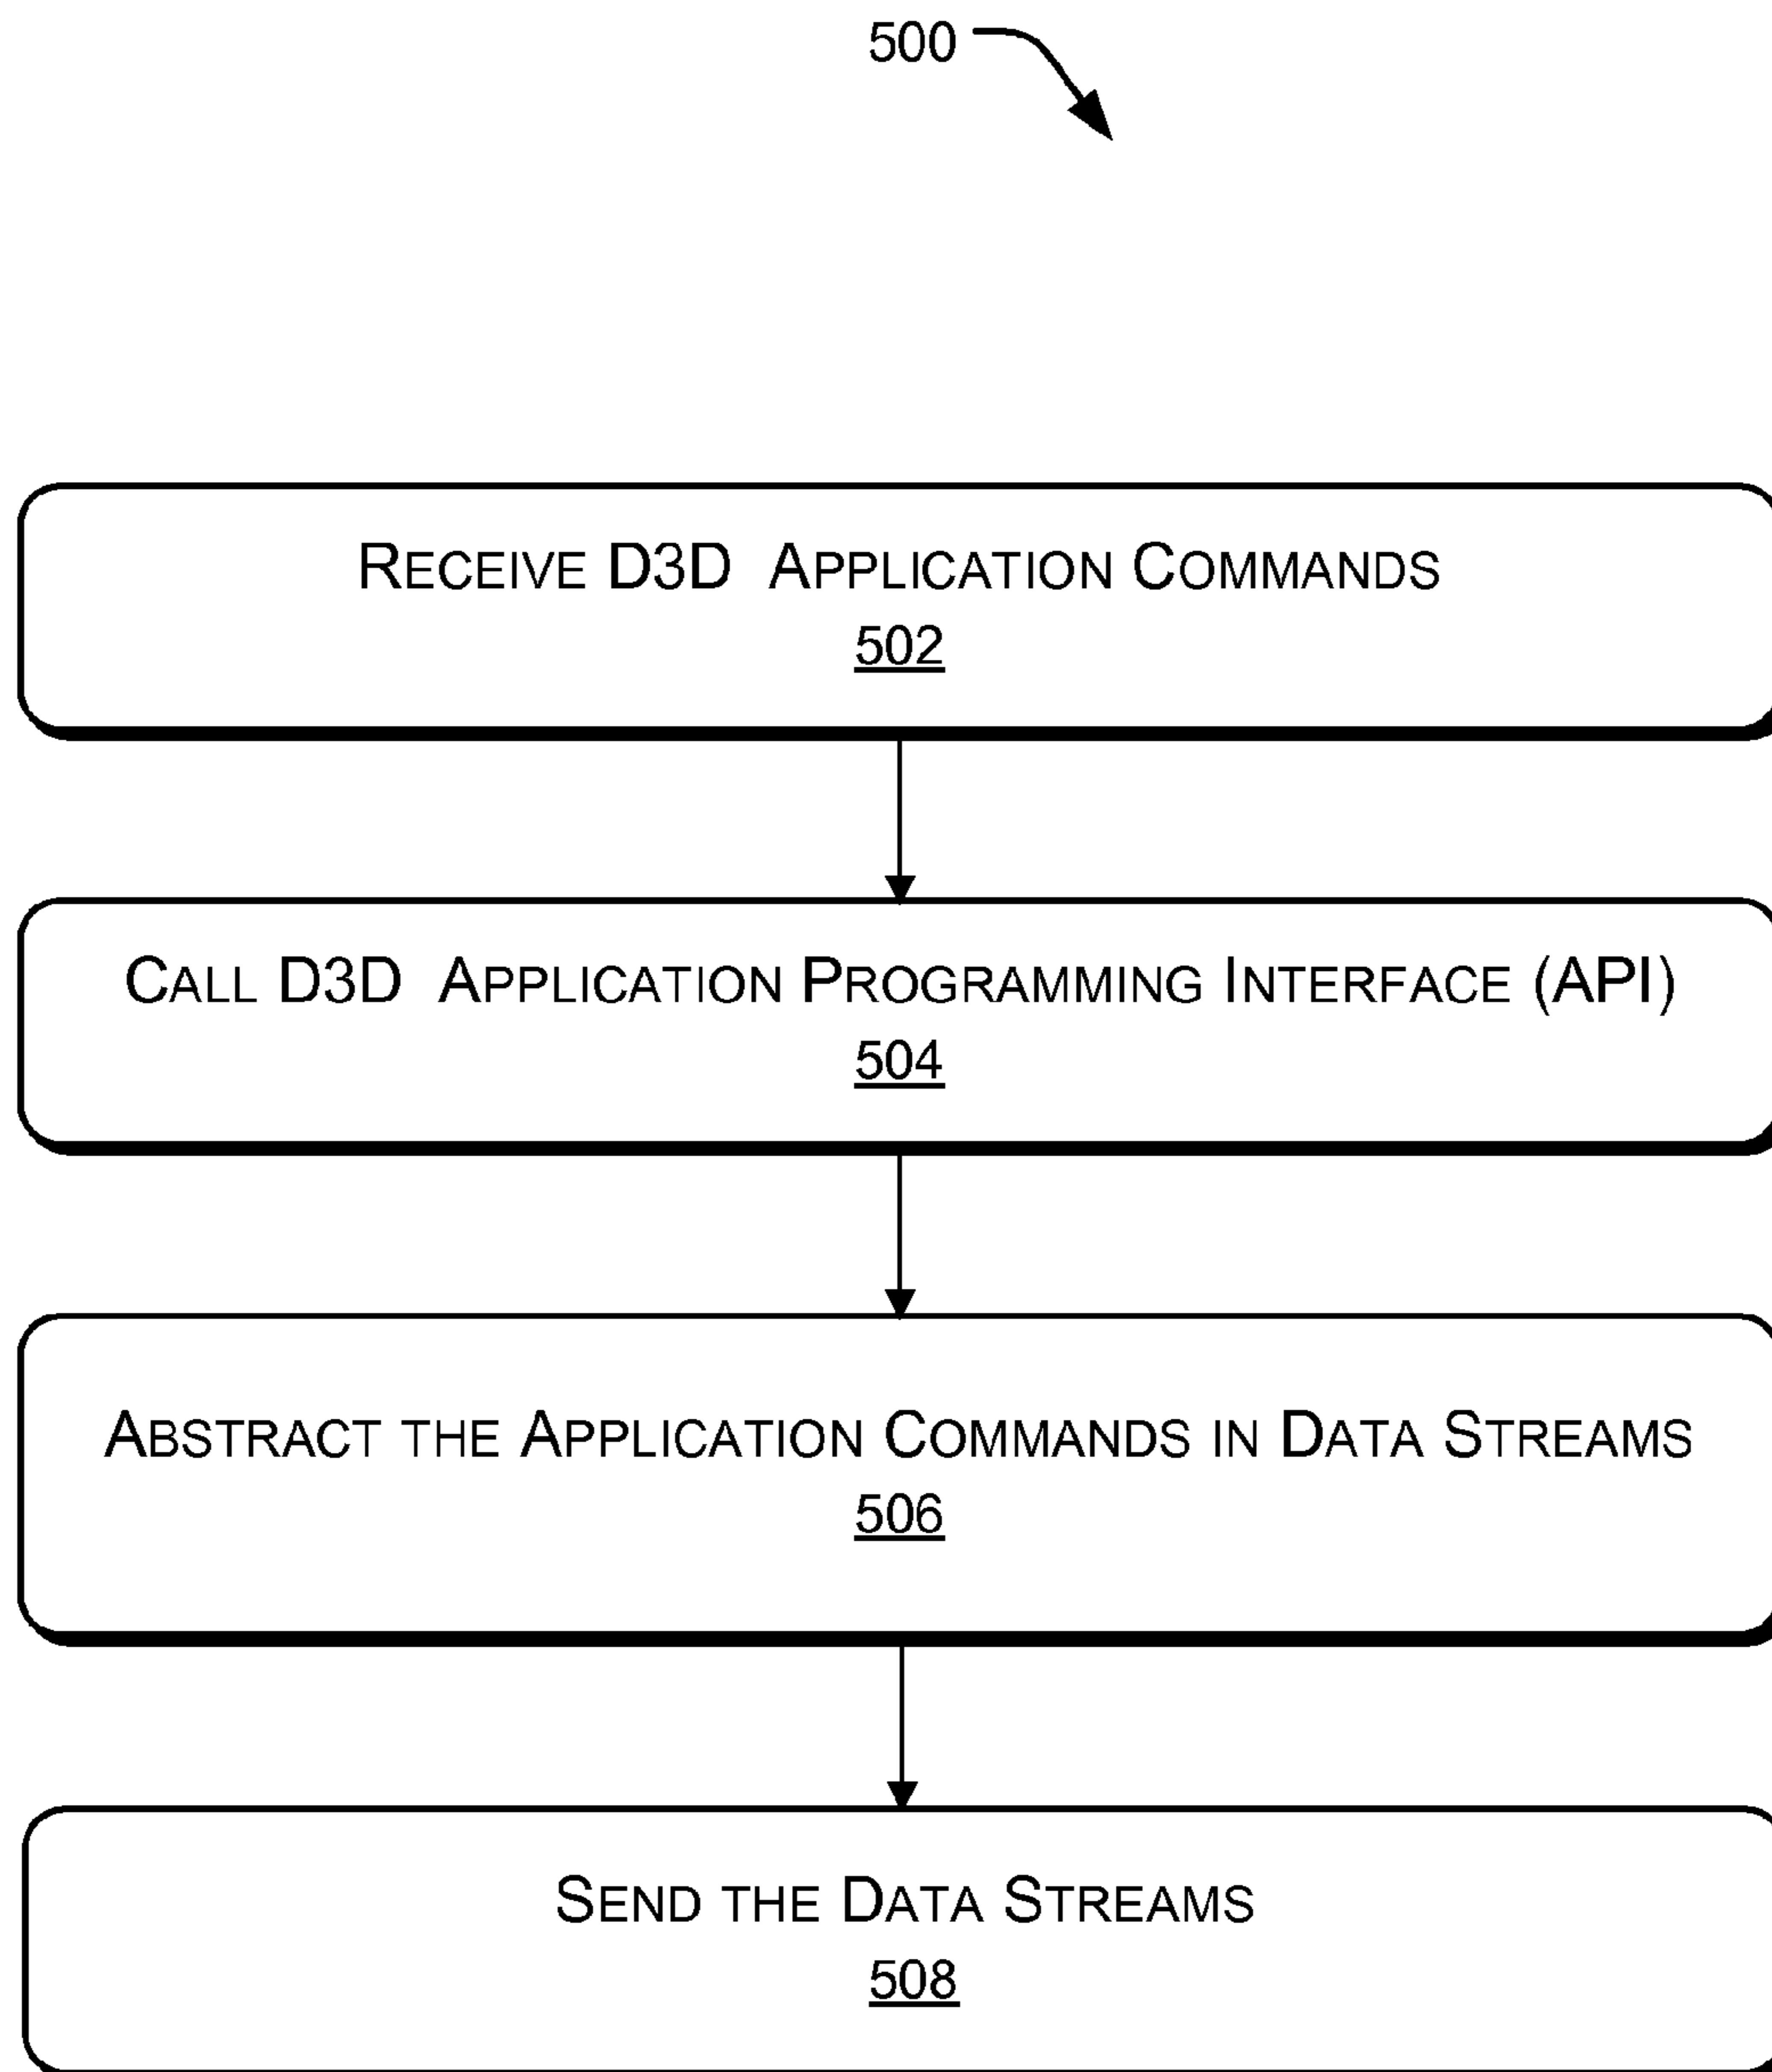 500
RECEIVE D3D APPLICATION COMMANDS
502
CALL D3D APPLICATION PROGRAMMING INTERFACE (API)
504
ABSTRACT THE APPLICATION COMMANDS IN DATA STREAMS
506
SEND THE DATA STREAMS
508